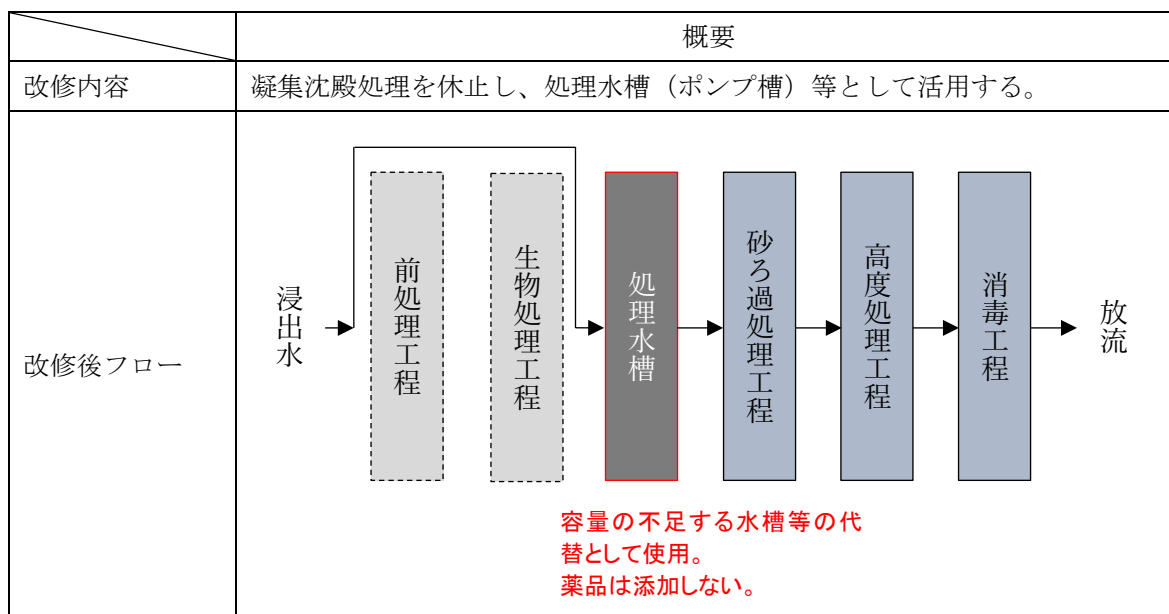 概要
改修内容
凝集沈殿処理を休止し、処理水槽（ポンプ槽）等として活用する。
改修後フロー
浸出水
前処理工程
生物処理工程
処理水槽
砂ろ過処理工程
高度処理工程
消毒工程
放流
容量の不足する水槽等の代
替として使用。
薬品は添加しない。